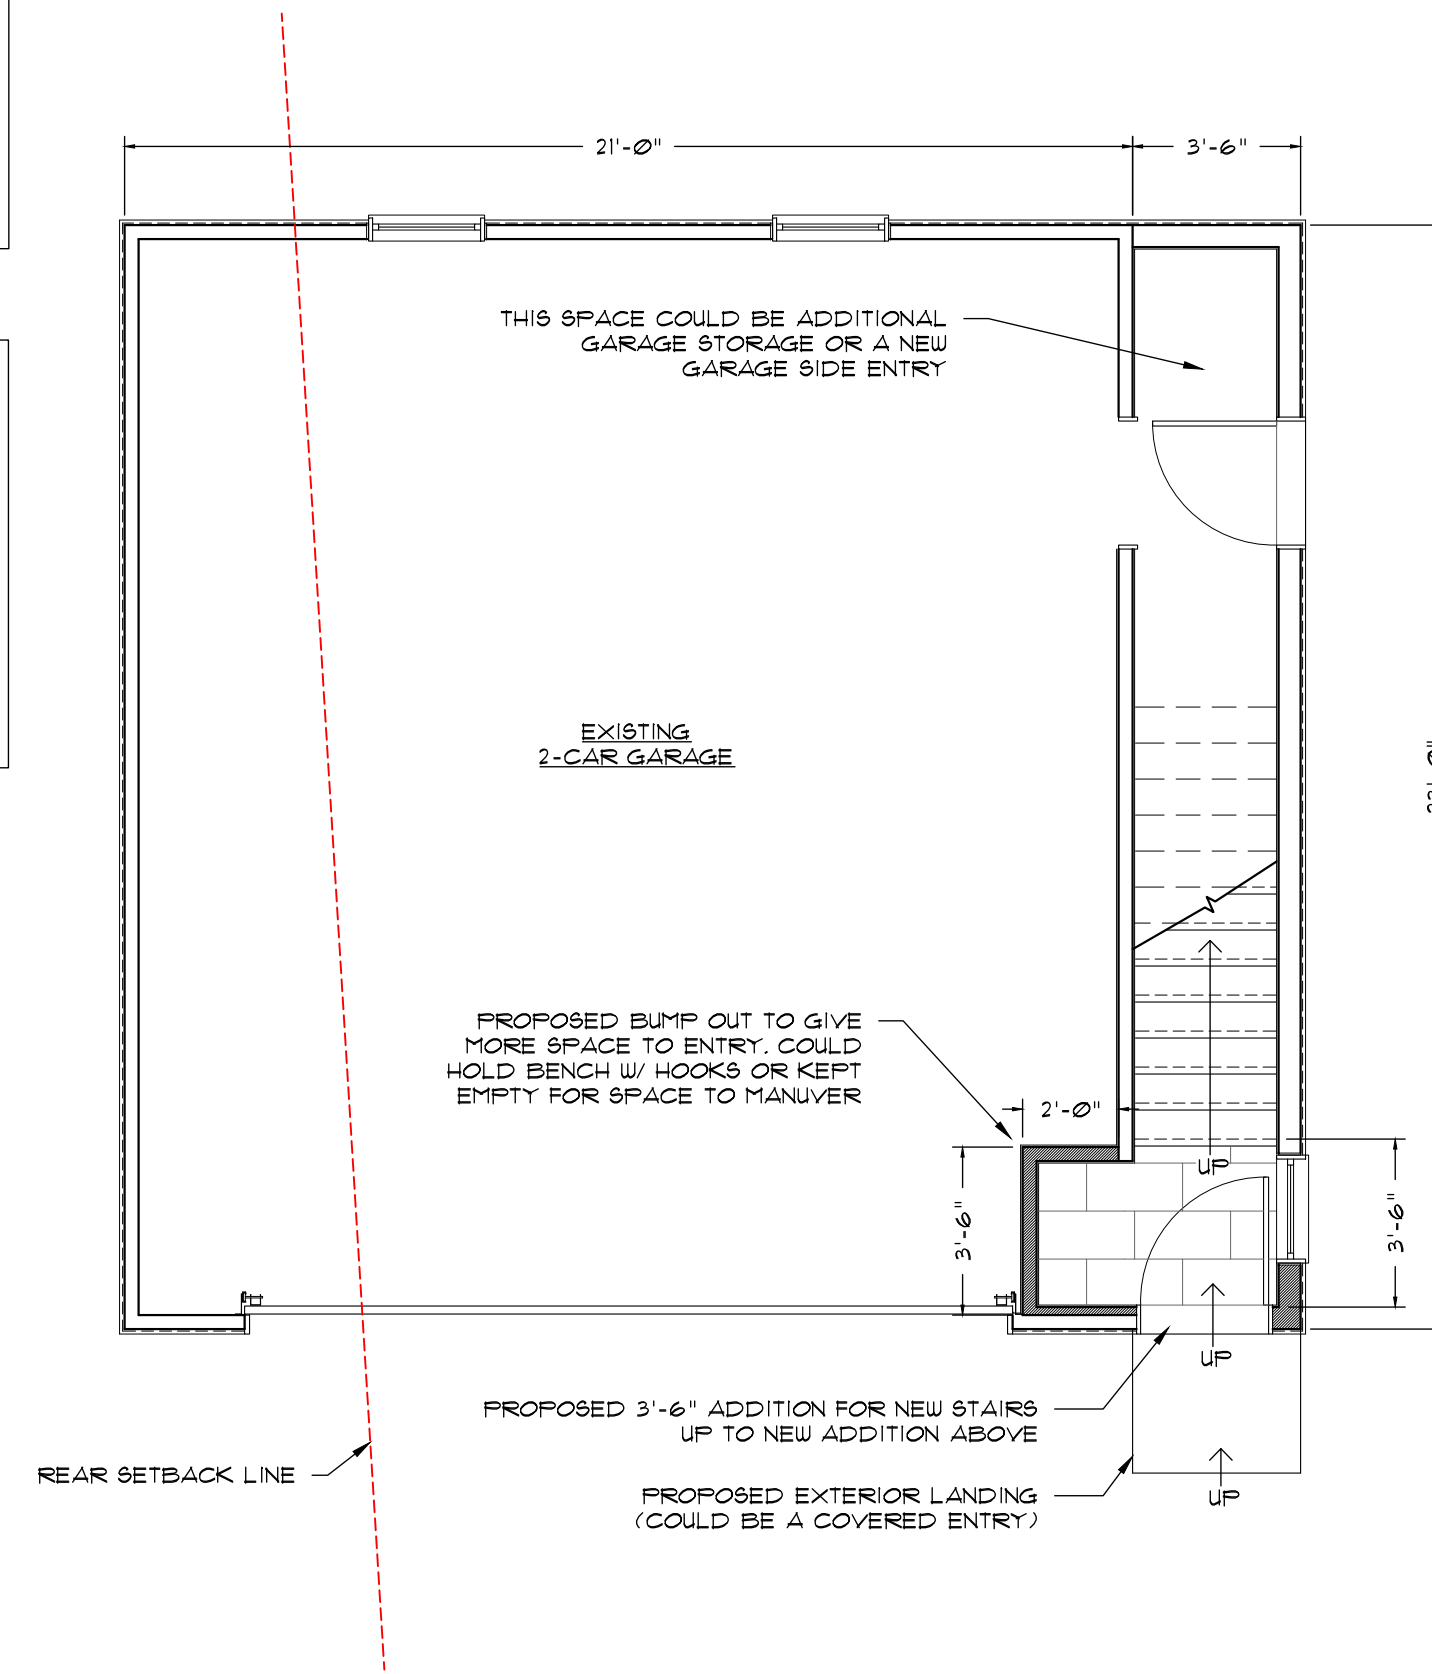 21'-0"
3'-6"
THIS SPACE COULD BE ADDITIONAL
GARAGE STORAGE OR A NEW
GARAGE SIDE ENTRY
EXISTING
2-CAR GARAGE
PROPOSED BUMP OUT TO GIVE
MORE SPACE TO ENTRY. COULD
HOLD BENCH W/ HOOKS OR KEPT
EMPTY FOR SPACE TO MANUVER
2'-0"
UP
3'-6"
3'-6"
UP
PROPOSED 3'-6" ADDITION FOR NEW STAIRS
UP TO NEW ADDITION ABOVE
REAR SETBACK LINE
PROPOSED EXTERIOR LANDING
(COULD BE A COVERED ENTRY)
UP